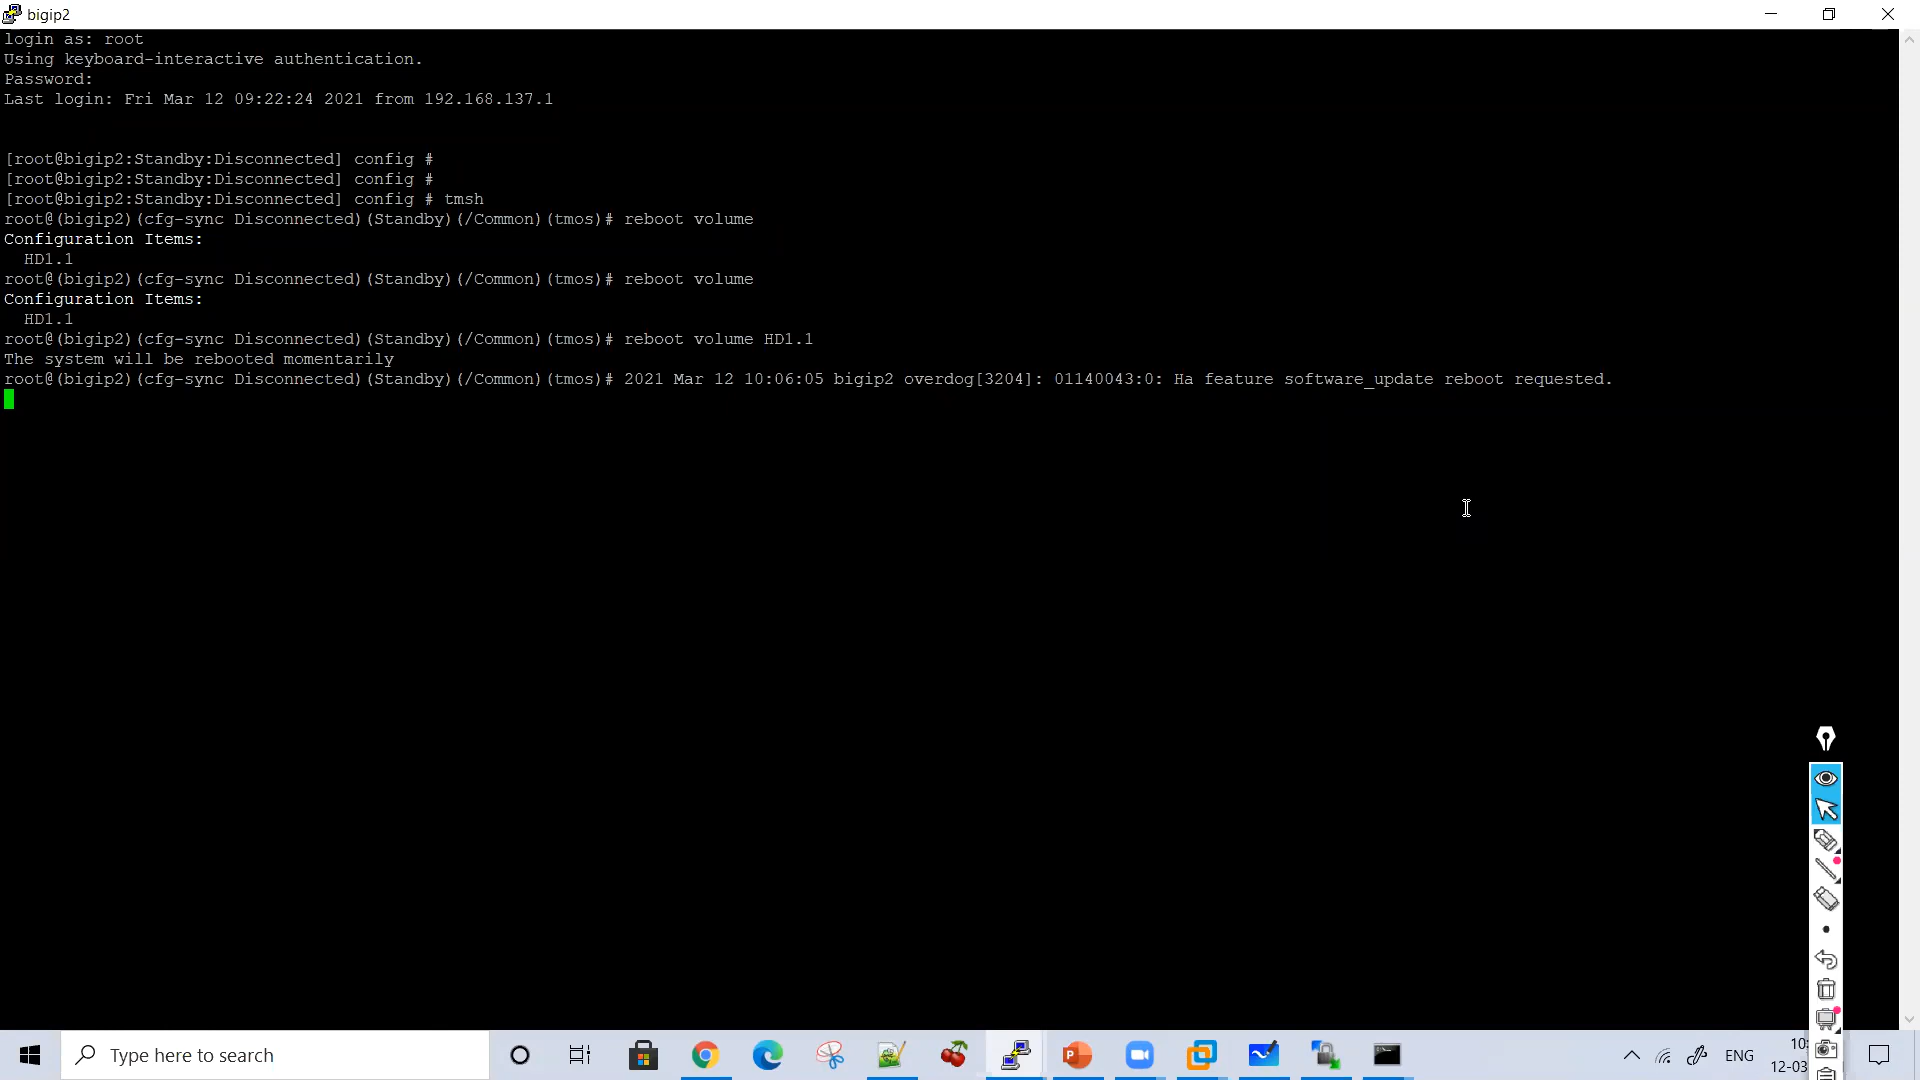 bigip2
login as: root
Using keyboard-interactive authentication.
Password:
Last login: Fri Mar 12 09:22:24 2021 from 192.168.137.1
[root@bigip2:Standby:Disconnected] config #
[root@bigip2:Standby:Disconnected] config #
[root@bigip2:Standby:Disconnected] config # tmsh
root@(bigip2)(cfg-sync Disconnected)(Standby)(/Common)(tmos)# reboot volume
Configuration Items:
HD1.1
root@(bigip2)(cfg-sync Disconnected)(Standby)(/Common)(tmos)# reboot volume
Configuration Items:
HD1.1
root@(bigip2)(cfg-sync Disconnected)(Standby)(/Common)(tmos)# reboot volume HD1.1
The system will be rebooted momentarily
root@(bigip2)(cfg-sync Disconnected)(Standby)(/Common)(tmos)# 2021 Mar 12 10:06:05 bigip2 overdog[3204]: 01140043:0: Ha feature software_update reboot requested.
Type here to search
ENG
10:
12-03